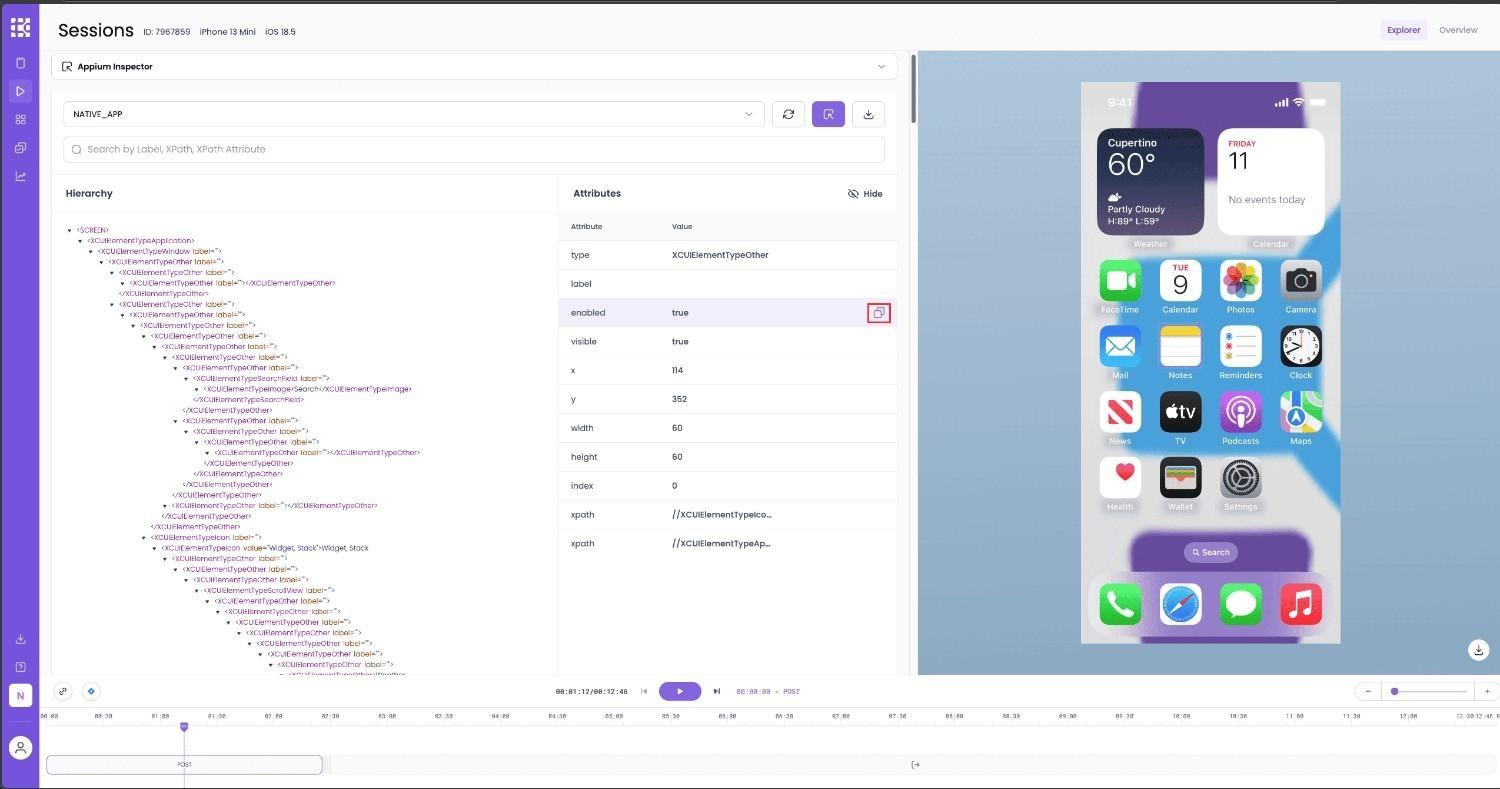 Sessions ID: 7967859 iPhone 13 Mini iOS 18.5
Explorer Overview
Appium Inspector
NATIVE_APP
Search by Label, XPath, XPath Attribute
Hierarchy
<SCREEN>
<XCUIElementTypeApplication>
<XCUIElementTypeWindow label="">
<XCUIElementTypeOther label="">
<XCUIElementTypeOther label="">
<XCUIElementTypeOther label=""></XCUIElementTypeOther>
</XCUIElementTypeOther>
<XCUIElementTypeOther label="">
<XCUIElementTypeOther label="">
<XCUIElementTypeOther label="">
<XCUIElementTypeOther label="">
<XCUIElementTypeOther label="">
<XCUIElementTypeOther label="">
<XCUIElementTypeOther label="">
<XCUIElementTypeSearchField label="">
<XCUIElementTypeImage>Search</XCUIElementTypeImage>
</XCUIElementTypeSearchField>
</XCUIElementTypeOther>
<XCUIElementTypeOther label="">
<XCUIElementTypeOther label="">
<XCUIElementTypeOther label="">
<XCUIElementTypeOther label=""></XCUIElementTypeOther>
</XCUIElementTypeOther>
</XCUIElementTypeOther>
</XCUIElementTypeOther>
</XCUIElementTypeOther>
<XCUIElementTypeOther label=""></XCUIElementTypeOther>
</XCUIElementTypeOther>
</XCUIElementTypeOther>
<XCUIElementTypeIcon label="">
<XCUIElementTypeIcon value="Widget, Stack">Widget, Stack
<XCUIElementTypeOther label="">
<XCUIElementTypeOther label="">
<XCUIElementTypeOther label="">
<XCUIElementTypeScrollView label="">
<XCUIElementTypeOther label="">
<XCUIElementTypeOther label="">
<XCUIElementTypeOther label="">
<XCUIElementTypeOther label="">
<XCUIElementTypeOther label="">
<XCUIElementTypeOther label="">
<XCUIElementTypeOther label="">
Attributes Hide
Attribute Value
type XCUIElementTypeOther
label
enabled true
visible true
x 114
y 352
width 60
height 60
index 0
xpath //XCUIElementTypeIco...
xpath //XCUIElementTypeAp...
9:41
Cupertino
60°
Partly Cloudy
H:89° L:59°
Weather
FRIDAY
11
No events today
Calendar
TUE
9
FaceTime Calendar Photos Camera
Mail Notes Reminders Clock
tv
News TV Podcasts Maps
Health Wallet Settings
Search
N
00:01:12/00:12:46 00:00:00 - POST
00:00 00:30 01:00 01:30 02:00 02:30 03:00 03:30 04:00 04:30 05:00 05:30 06:00 06:30 07:00 07:30 08:00 08:30 09:00 09:30 10:00 10:30 11:00 11:30 12:00 12:30
POST